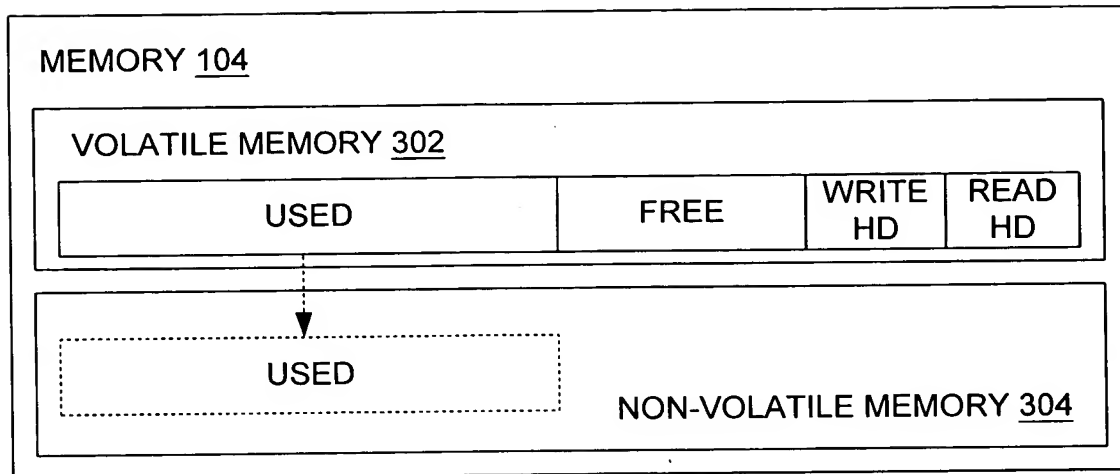 MEMORY 104
VOLATILE MEMORY 302
USED
FREE
WRITE
HD
READ
HD
USED
NON-VOLATILE MEMORY 304